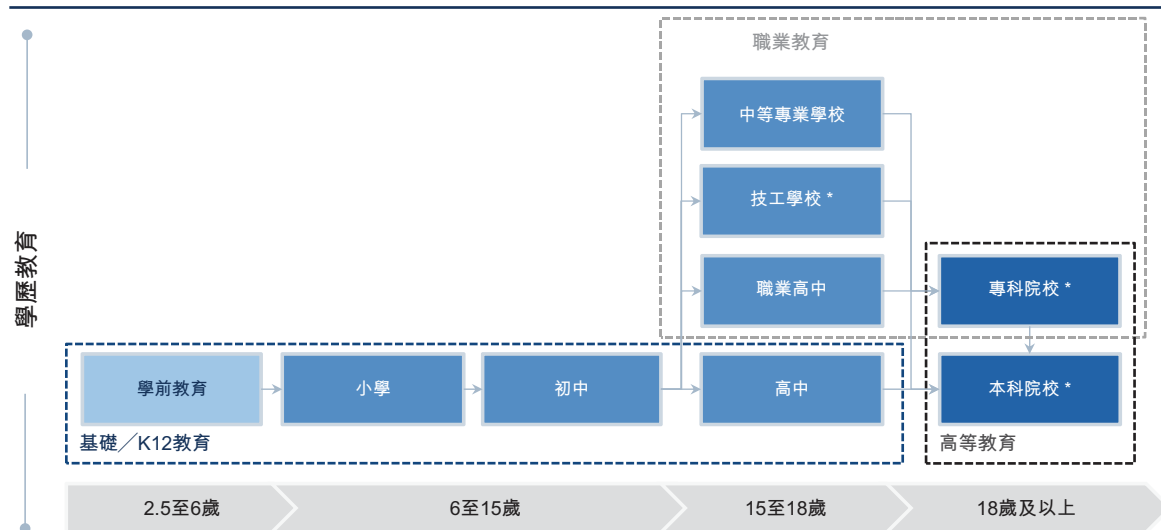 職業教育
中等專業學校
技工學校 *
職業高中
專科院校 *
學歷教育
學前教育
小學
初中
高中
本科院校 *
基礎／K12教育
高等教育
2.5至6歲
6至15歲
15至18歲
18歲及以上